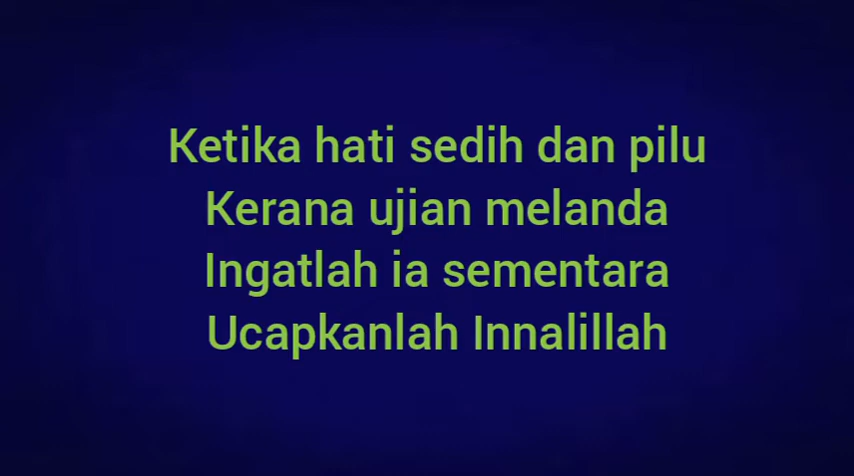 Ketika hati sedih dan pilu
Kerana ujian melanda
Ingatlah ia sementara
Ucapkanlah Innalillah